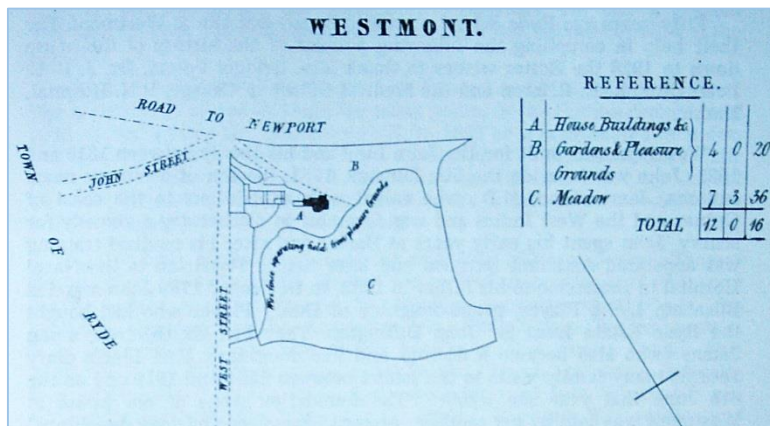 WESTMONT.
REFERENCE.
A. House Buildings &c
B. Gardens & Pleasure Grounds
4 0 20
C. Meadow
7 3 36
TOTAL 12 0 16
ROAD TO NEWPORT
JOHN STREET
TOWN OF RYDE
WEST STREET
A
B
C
Wire fence separating field from pleasure Grounds